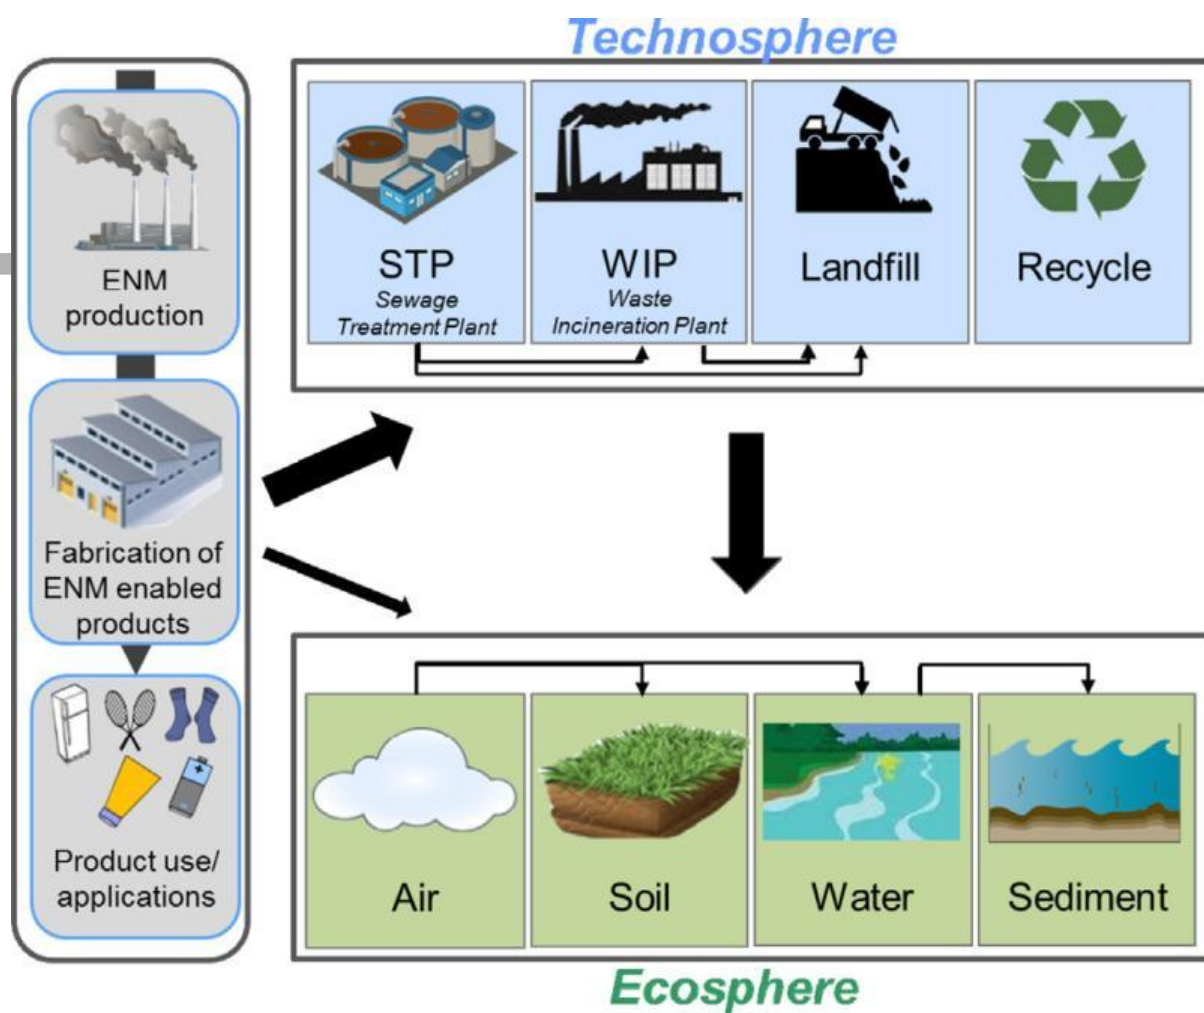 Technosphere
ENM
production
Fabrication of
ENM enabled
products
Product use/
applications
STP
Sewage
Treatment Plant
WIP
Waste
Incineration Plant
Landfill
Recycle
Air
Soil
Water
Sediment
Ecosphere